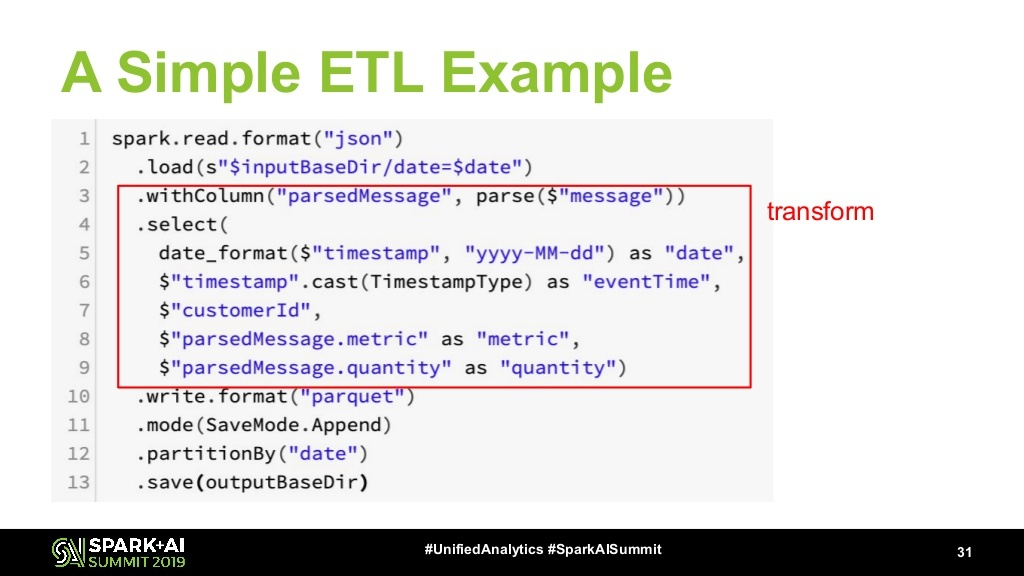 A Simple ETL Example
1 spark.read.format("json")
2 .load(s"$inputBaseDir/date=$date")
3 .withColumn("parsedMessage", parse($"message"))
transform
4 .select(
5 date_format($"timestamp", "yyyy-MM-dd") as "date",
6 $"timestamp".cast(TimestampType) as "eventTime",
7 $"customerId",
8 $"parsedMessage.metric" as "metric",
9 $"parsedMessage.quantity" as "quantity")
10 .write.format("parquet")
11 .mode(SaveMode.Append)
12 .partitionBy("date")
13 .save(outputBaseDir)
SPARK+AI
SUMMIT 2019
#UnifiedAnalytics #SparkAISummit
31